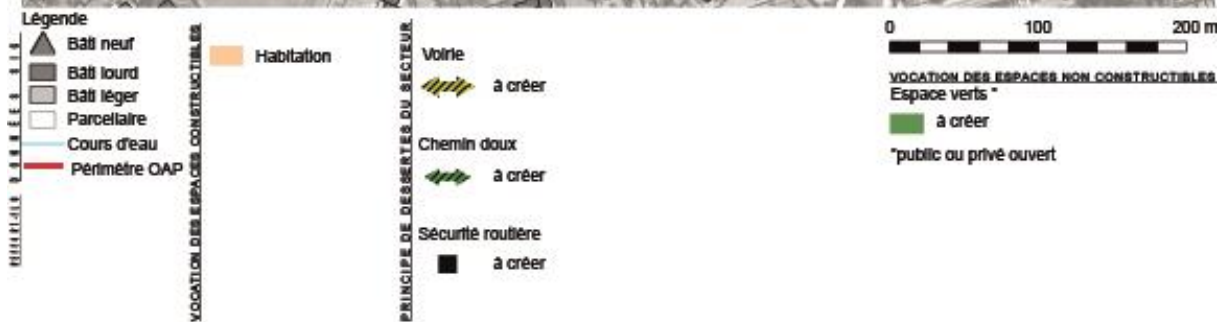 Légende
Bâti neuf
Bâti lourd
Bâti léger
Parcellaire
Cours d'eau
Périmètre OAP
VOCATION DES ESPACES CONSTRUCTIBLES
Habitation
PRINCIPE DE DESSERTES DU SECTEUR
Voirie
à créer
Chemin doux
à créer
Sécurité routière
à créer
0 100 200 m
VOCATION DES ESPACES NON CONSTRUCTIBLES
Espace verts *
à créer
*public ou privé ouvert